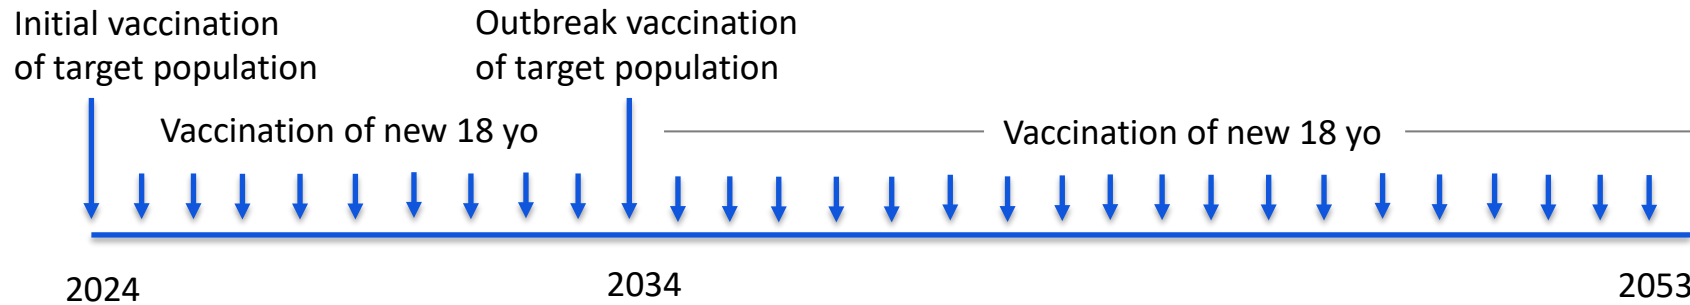 Initial vaccination
of target population
Outbreak vaccination
of target population
Vaccination of new 18 yo
Vaccination of new 18 yo
2024
2034
2053